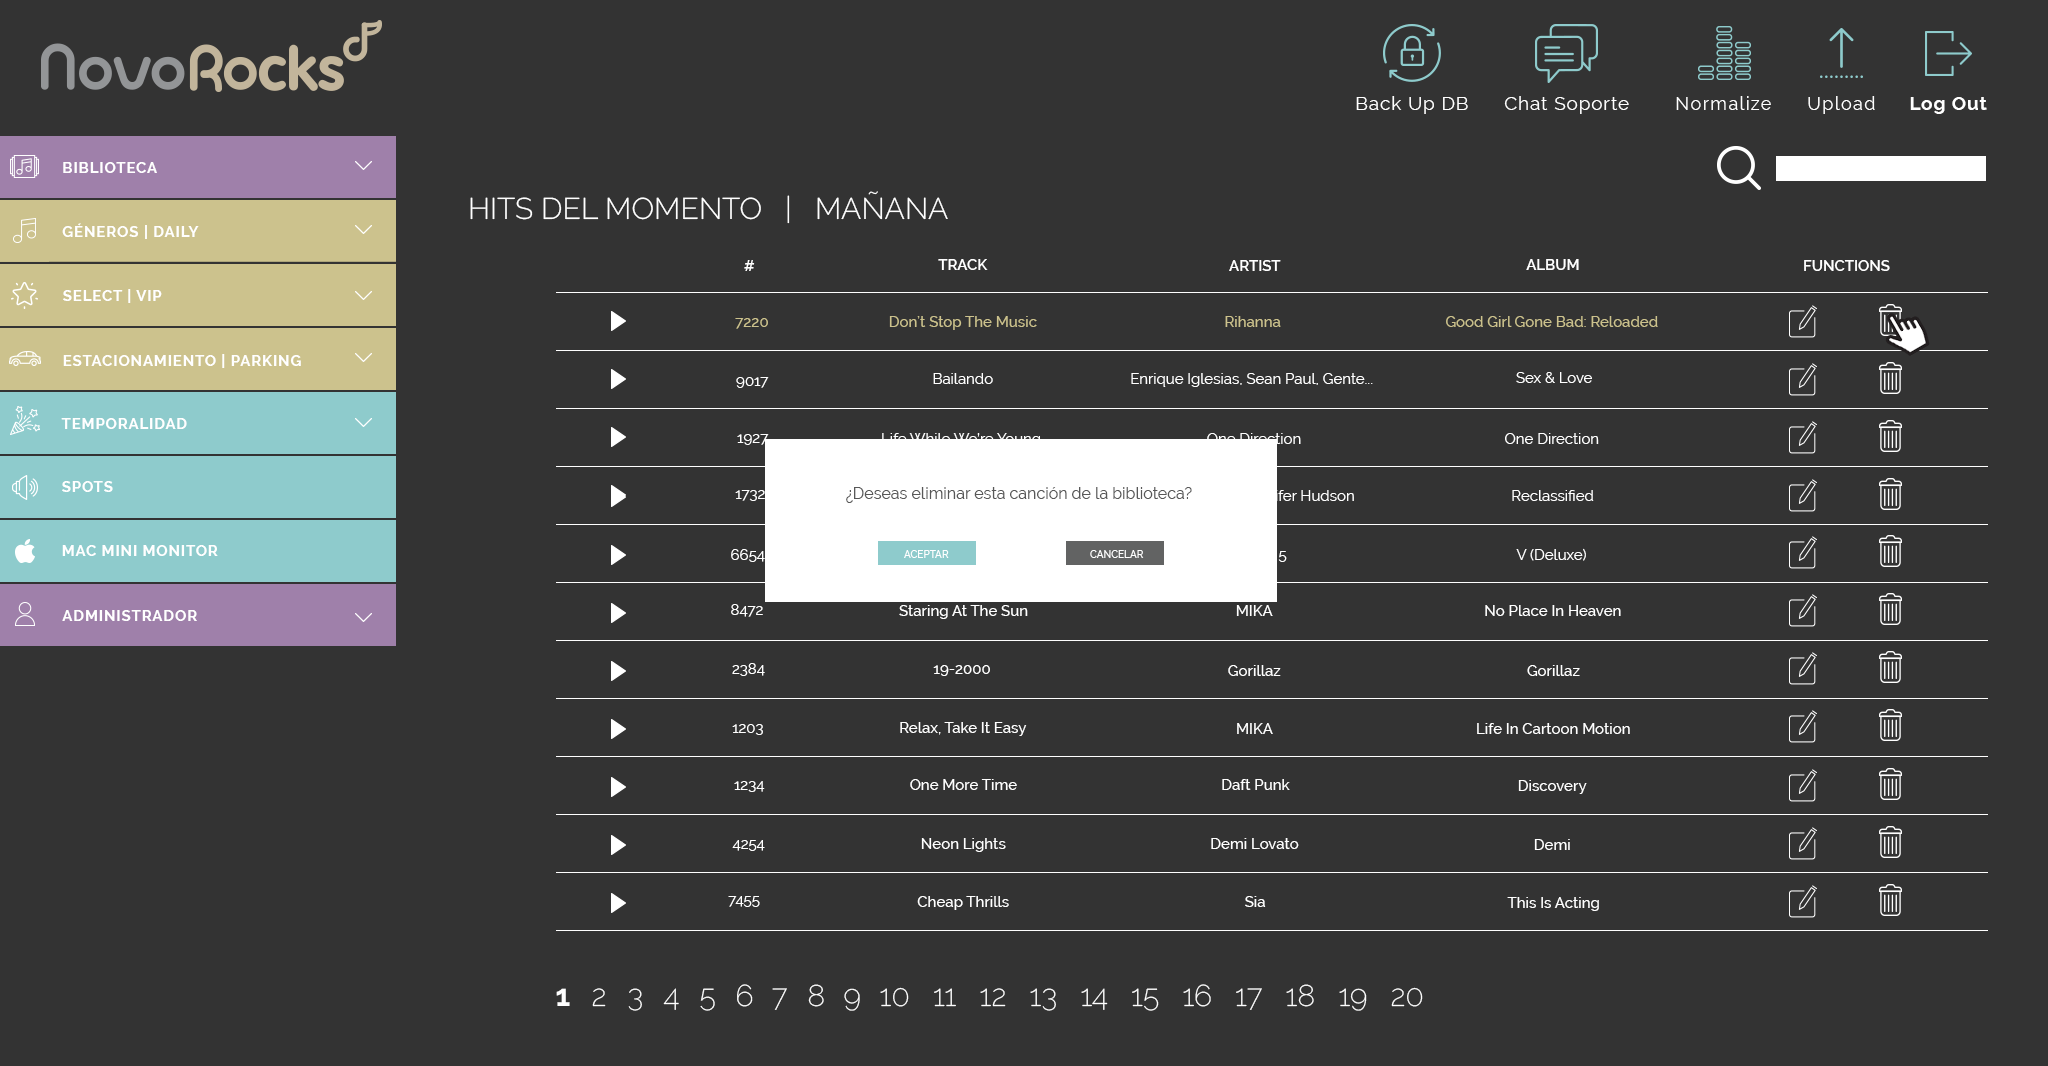 NovoRocks
Back Up DB
Chat Soporte
Normalize
Upload
Log Out
BIBLIOTECA
GÉNEROS | DAILY
SELECT | VIP
ESTACIONAMIENTO | PARKING
TEMPORALIDAD
SPOTS
MAC MINI MONITOR
ADMINISTRADOR
HITS DEL MOMENTO | MAÑANA
# TRACK ARTIST ALBUM FUNCTIONS
7220 Don't Stop The Music Rihanna Good Girl Gone Bad: Reloaded
9017 Bailando Enrique Iglesias, Sean Paul, Gente... Sex & Love
1927 Life While We're Young One Direction One Direction
1732 Hudson Reclassified
6654 5 V (Deluxe)
8472 Staring At The Sun MIKA No Place In Heaven
2384 19-2000 Gorillaz Gorillaz
1203 Relax, Take It Easy MIKA Life In Cartoon Motion
1234 One More Time Daft Punk Discovery
4254 Neon Lights Demi Lovato Demi
7455 Cheap Thrills Sia This Is Acting
¿Deseas eliminar esta canción de la biblioteca?
ACEPTAR CANCELAR
1 2 3 4 5 6 7 8 9 10 11 12 13 14 15 16 17 18 19 20